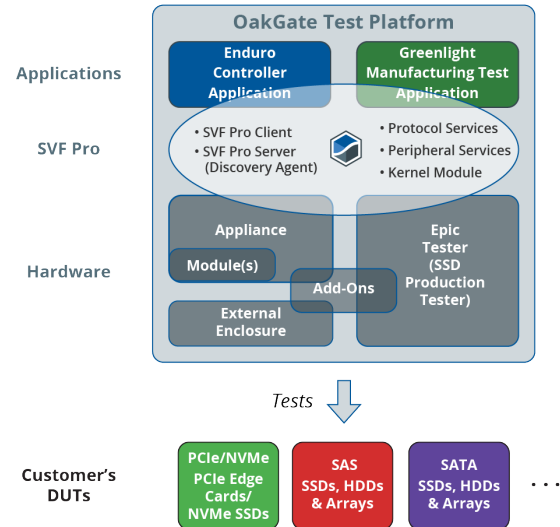 OakGate Test Platform
Applications
Enduro
Controller
Application
Greenlight
Manufacturing Test
Application
SVF Pro
• SVF Pro Client
• SVF Pro Server
(Discovery Agent)
• Protocol Services
• Peripheral Services
• Kernel Module
Hardware
Appliance
Module(s)
Add-Ons
External
Enclosure
Epic
Tester
(SSD
Production
Tester)
Tests
Customer's
DUTs
PCIe/NVMe
PCIe Edge
Cards/
NVMe SSDs
SAS
SSDs, HDDs
& Arrays
SATA
SSDs, HDDs
& Arrays
...